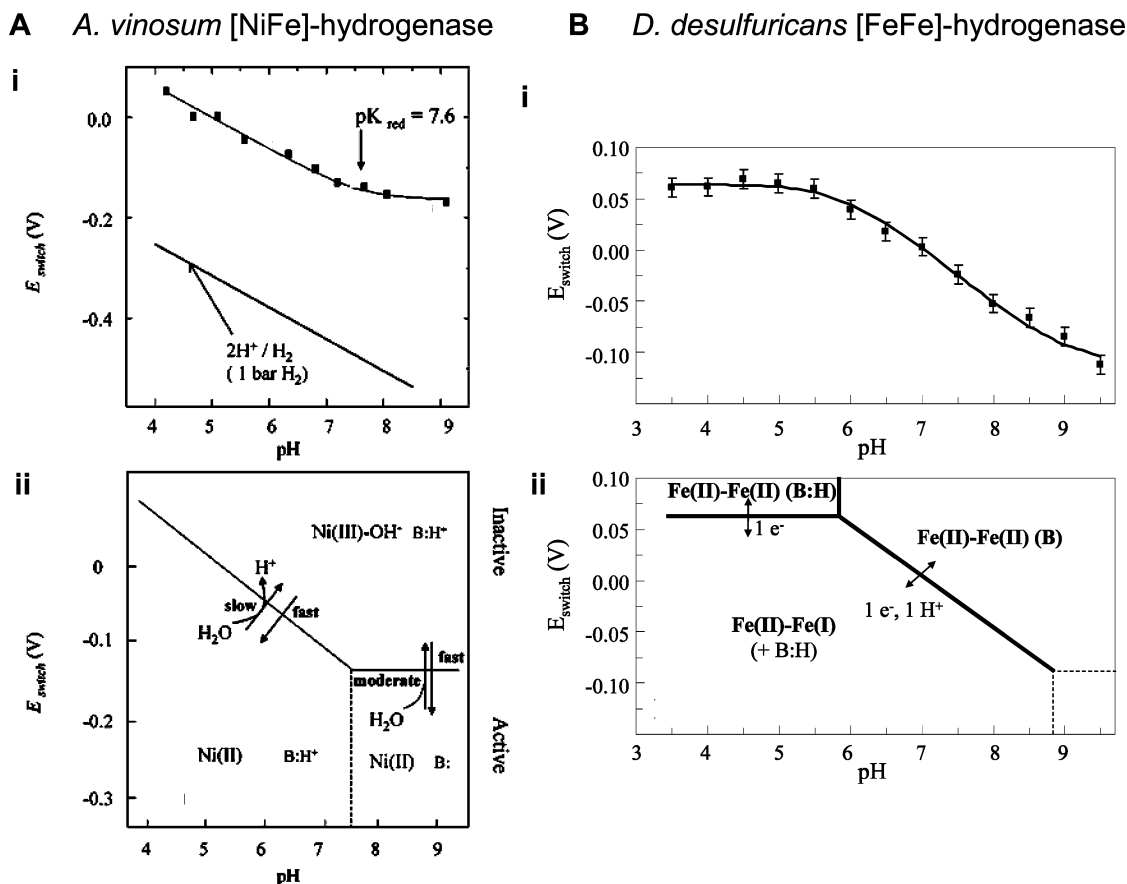 A A. vinosum [NiFe]-hydrogenase
i
0.0
-0.2
-0.4
E switch (V)
pK red = 7.6
2H⁺ / H₂
( 1 bar H₂)
4 5 6 7 8 9
pH
ii
0
-0.1
-0.2
-0.3
E switch (V)
Ni(III)-OH⁻ B:H⁺
Inactive
H⁺
slow
fast
H₂O
fast
moderate
H₂O
Active
Ni(II) B:H⁺
Ni(II) B:
4 5 6 7 8 9
pH
B D. desulfuricans [FeFe]-hydrogenase
i
0.10
0.05
0.00
-0.05
-0.10
E switch (V)
3 4 5 6 7 8 9
pH
ii
0.10
0.05
0.00
-0.05
-0.10
E switch (V)
Fe(II)-Fe(II) (B:H)
1 e⁻
Fe(II)-Fe(II) (B)
1 e⁻, 1 H⁺
Fe(II)-Fe(I)
(+ B:H)
3 4 5 6 7 8 9
pH